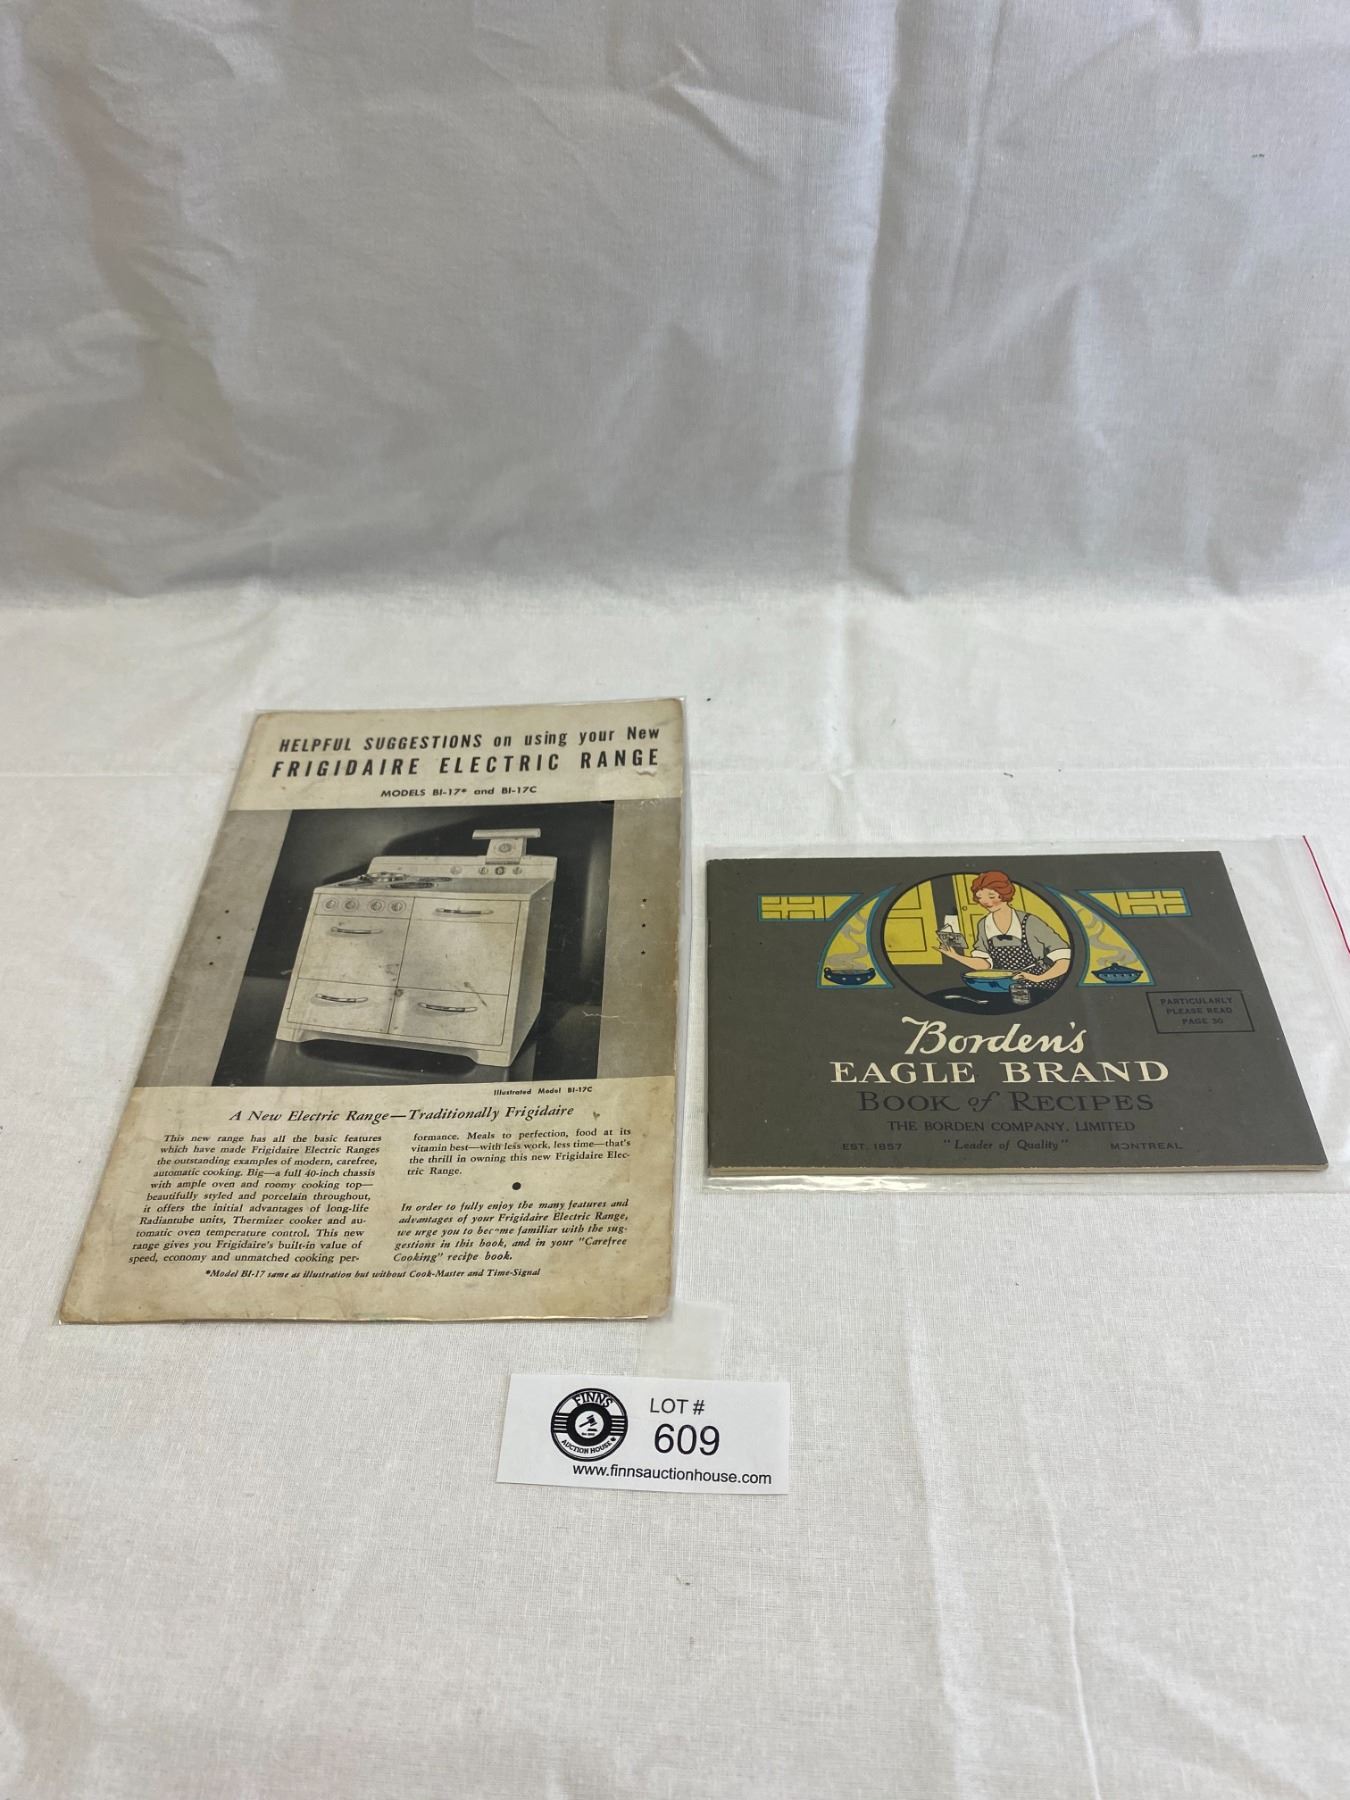 HELPFUL SUGGESTIONS on using your New
FRIGIDAIRE ELECTRIC RANGE
MODELS BI-17* and BI-17C
Illustrated Model BI-17C
A New Electric Range—Traditionally Frigidaire
This new range has all the basic features
which have made Frigidaire Electric Ranges
the outstanding examples of modern, carefree,
automatic cooking. Big—a full 40-inch chassis
with ample oven and roomy cooking top—
beautifully styled and porcelain throughout,
it offers the initial advantages of long-life
Radiantube units, Thermizer cooker and au-
tomatic oven temperature control. This new
range gives you Frigidaire's built-in value of
speed, economy and unmatched cooking per-
formance. Meals to perfection, food at its
vitamin best—with less work, less time—that's
the thrill in owning this new Frigidaire Elec-
tric Range.
In order to fully enjoy the many features and
advantages of your Frigidaire Electric Range,
we urge you to become familiar with the sug-
gestions in this book, and in your "Carefree
Cooking" recipe book.
*Model BI-17 same as illustration but without Cook-Master and Time-Signal
PARTICULARLY
PLEASE READ
PAGE 30
Borden's
EAGLE BRAND
BOOK of RECIPES
THE BORDEN COMPANY, LIMITED
EST. 1857 "Leader of Quality" MONTREAL
FINNS
AUCTION HOUSE
LOT #
609
www.finnsauctionhouse.com